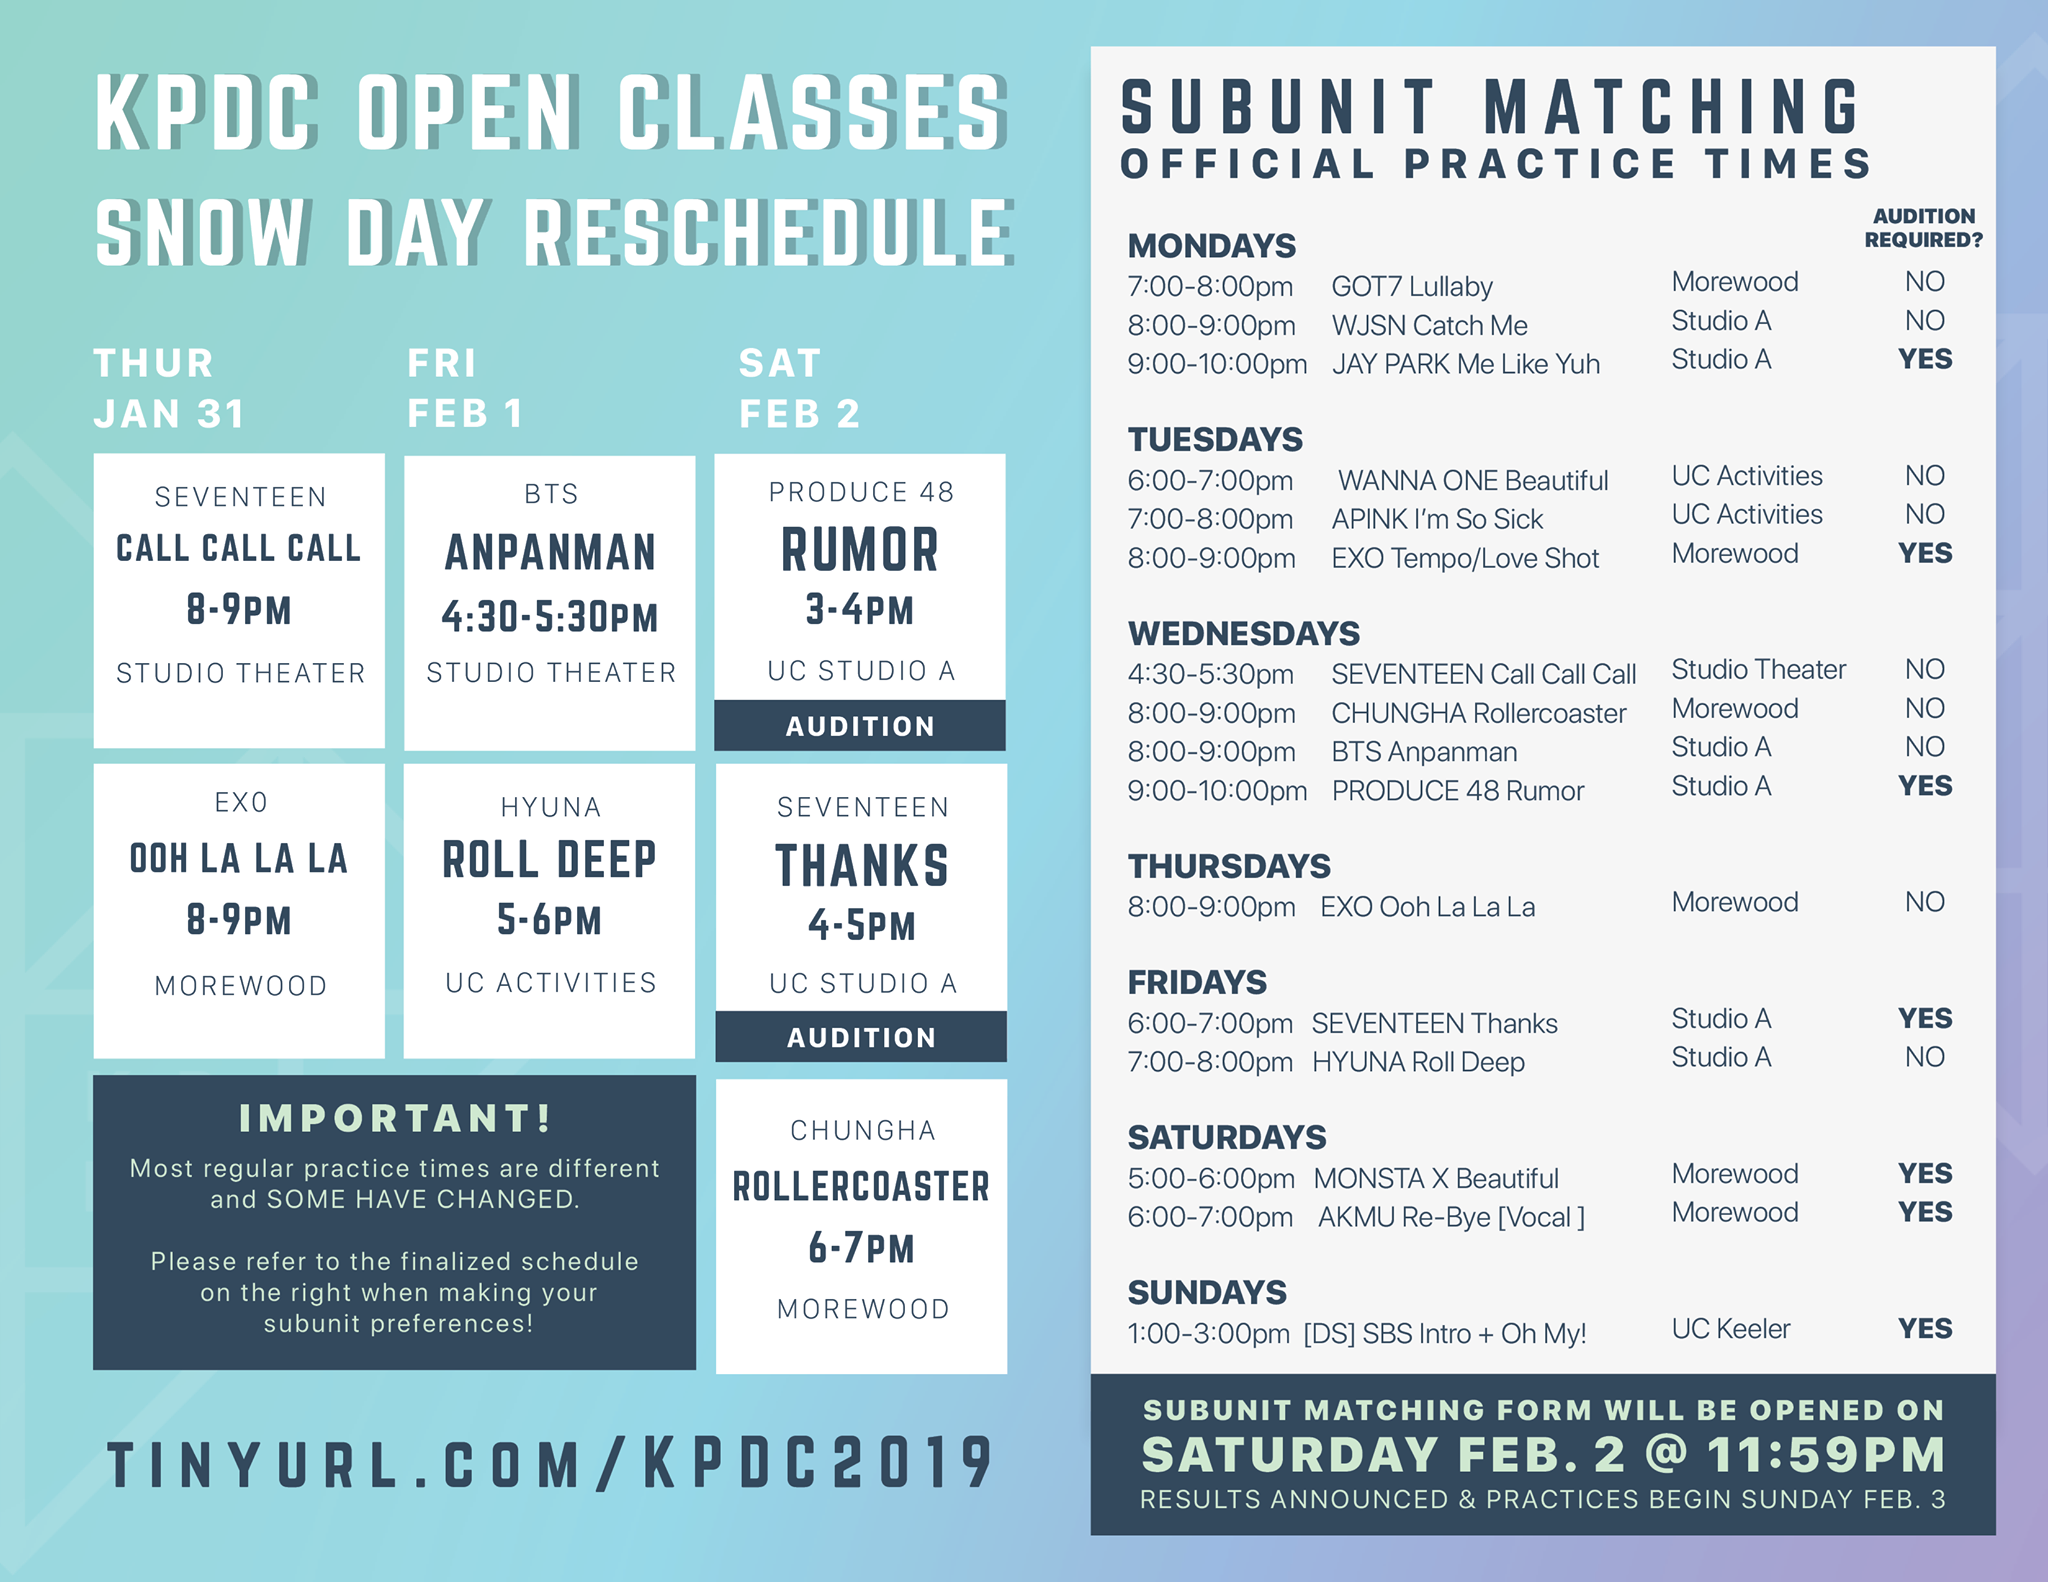 KPDC OPEN CLASSES
SNOW DAY RESCHEDULE
THUR
JAN 31
SEVENTEEN
CALL CALL CALL
8-9PM
STUDIO THEATER
EXO
OOH LA LA LA
8-9PM
MOREWOOD
FRI
FEB 1
BTS
ANPANMAN
4:30-5:30PM
STUDIO THEATER
HYUNA
ROLL DEEP
5-6PM
UC ACTIVITIES
SAT
FEB 2
PRODUCE 48
RUMOR
3-4PM
UC STUDIO A
AUDITION
SEVENTEEN
THANKS
4-5PM
UC STUDIO A
AUDITION
CHUNGHA
ROLLERCOASTER
6-7PM
MOREWOOD
IMPORTANT!
Most regular practice times are different
and SOME HAVE CHANGED.
Please refer to the finalized schedule
on the right when making your
subunit preferences!
TINYURL.COM/KPDC2019
SUBUNIT MATCHING
OFFICIAL PRACTICE TIMES
AUDITION
REQUIRED?
MONDAYS
7:00-8:00pm GOT7 Lullaby Morewood NO
8:00-9:00pm WJSN Catch Me Studio A NO
9:00-10:00pm JAY PARK Me Like Yuh Studio A YES
TUESDAYS
6:00-7:00pm WANNA ONE Beautiful UC Activities NO
7:00-8:00pm APINK I'm So Sick UC Activities NO
8:00-9:00pm EXO Tempo/Love Shot Morewood YES
WEDNESDAYS
4:30-5:30pm SEVENTEEN Call Call Call Studio Theater NO
8:00-9:00pm CHUNGHA Rollercoaster Morewood NO
8:00-9:00pm BTS Anpanman Studio A NO
9:00-10:00pm PRODUCE 48 Rumor Studio A YES
THURSDAYS
8:00-9:00pm EXO Ooh La La La Morewood NO
FRIDAYS
6:00-7:00pm SEVENTEEN Thanks Studio A YES
7:00-8:00pm HYUNA Roll Deep Studio A NO
SATURDAYS
5:00-6:00pm MONSTA X Beautiful Morewood YES
6:00-7:00pm AKMU Re-Bye [Vocal ] Morewood YES
SUNDAYS
1:00-3:00pm [DS] SBS Intro + Oh My! UC Keeler YES
SUBUNIT MATCHING FORM WILL BE OPENED ON
SATURDAY FEB. 2 @ 11:59PM
RESULTS ANNOUNCED & PRACTICES BEGIN SUNDAY FEB. 3